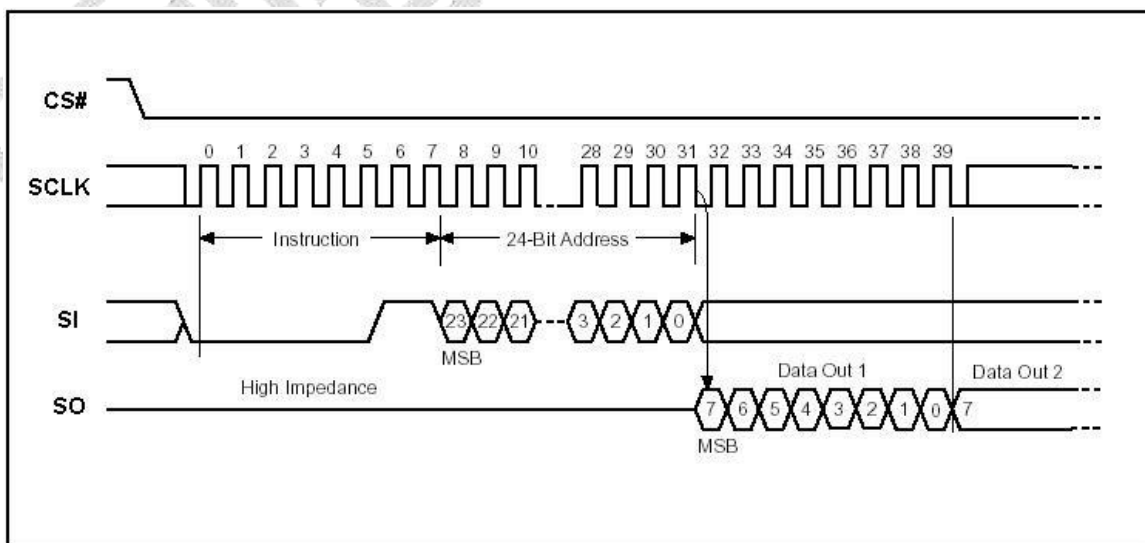 CS#
0 1 2 3 4 5 6 7 8 9 10 28 29 30 31 32 33 34 35 36 37 38 39
SCLK
Instruction 24-Bit Address
SI
23 22 21 3 2 1 0
MSB
High Impedance
Data Out 1 Data Out 2
SO
7 6 5 4 3 2 1 0 7
MSB